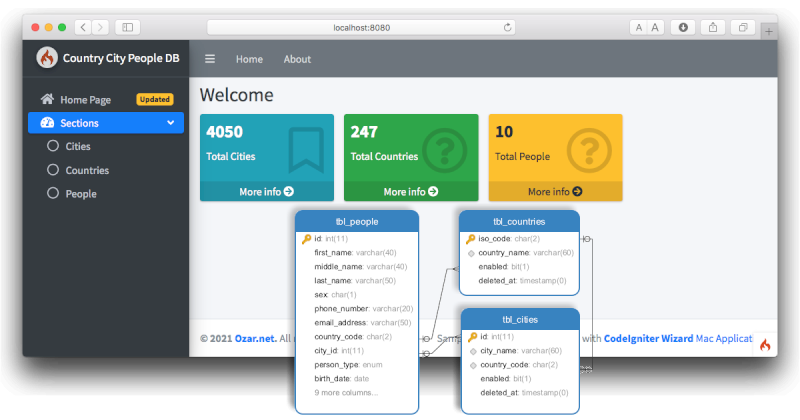 localhost:8080
A A
Country City People DB
Home About
Home Page Updated
Sections
Cities
Countries
People
Welcome
4050
Total Cities
More info
247
Total Countries
More info
10
Total People
More info
tbl_people
id: int(11)
first_name: varchar(40)
middle_name: varchar(40)
last_name: varchar(50)
sex: char(1)
phone_number: varchar(20)
email_address: varchar(50)
country_code: char(2)
city_id: int(11)
person_type: enum
birth_date: date
9 more columns...
tbl_countries
iso_code: char(2)
country_name: varchar(60)
enabled: bit(1)
deleted_at: timestamp(0)
tbl_cities
id: int(11)
city_name: varchar(60)
country_code: char(2)
enabled: bit(1)
deleted_at: timestamp(0)
© 2021 Ozar.net. All with CodeIgniter Wizard Mac Applicat